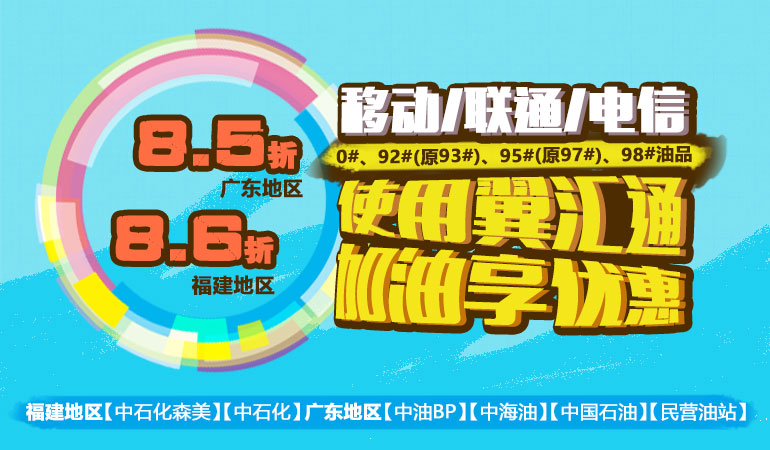 8.5折
广东地区
8.6折
福建地区
移动/联通/电信
0#、92#(原93#)、95#(原97#)、98#油品
使用翼汇通
加油享优惠
福建地区【中石化森美】【中石化】广东地区【中油BP】【中海油】【中国石油】【民营油站】